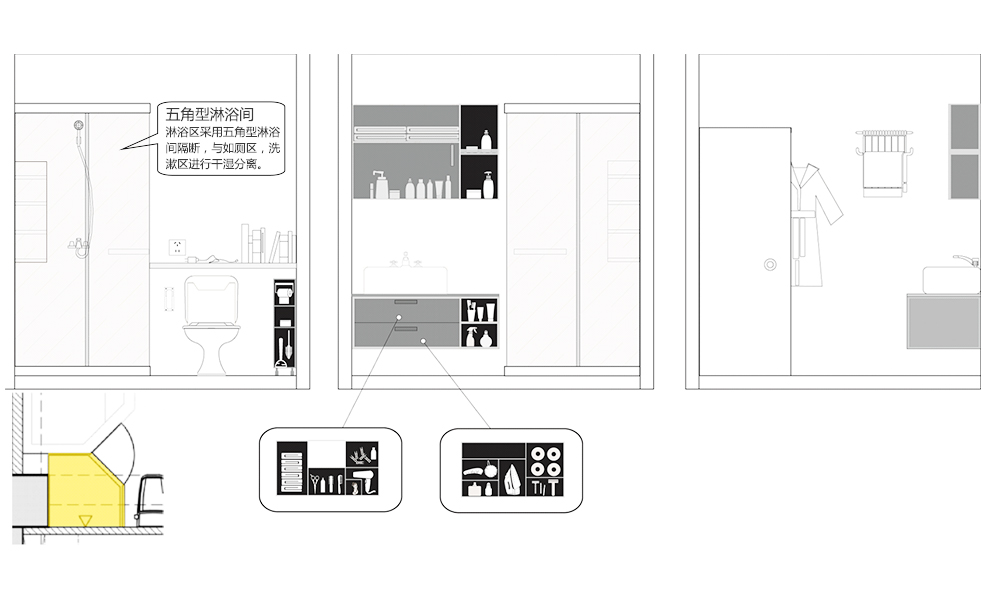 五角型淋浴间
淋浴区采用五角型淋浴
间隔断，与如厕区，洗
漱区进行干湿分离。